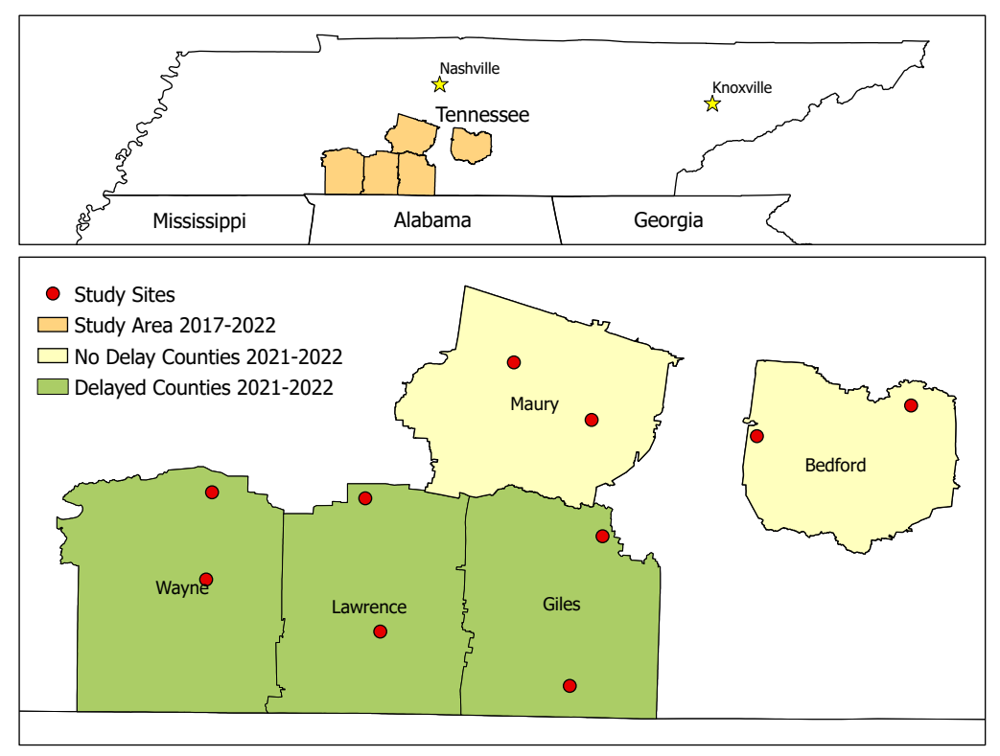 Nashville
Knoxville
Tennessee
Mississippi
Alabama
Georgia
Study Sites
Study Area 2017-2022
No Delay Counties 2021-2022
Delayed Counties 2021-2022
Maury
Bedford
Wayne
Lawrence
Giles